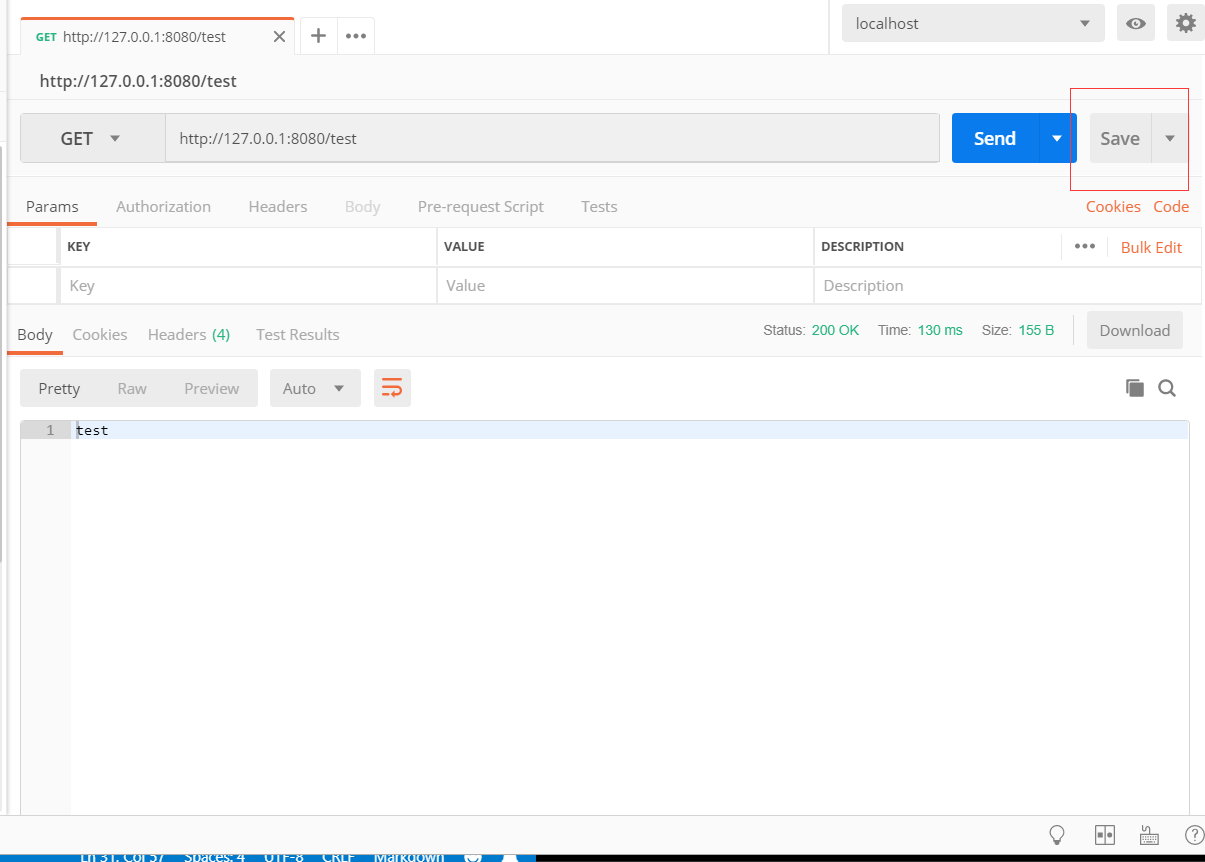 GET http://127.0.0.1:8080/test
localhost
http://127.0.0.1:8080/test
GET http://127.0.0.1:8080/test Send Save
Params Authorization Headers Body Pre-request Script Tests Cookies Code
KEY VALUE DESCRIPTION Bulk Edit
Key Value Description
Body Cookies Headers (4) Test Results Status: 200 OK Time: 130 ms Size: 155 B Download
Pretty Raw Preview Auto
1 test
Ln 31, Col 57 Spaces: 4 UTF-8 CRLF Markdown